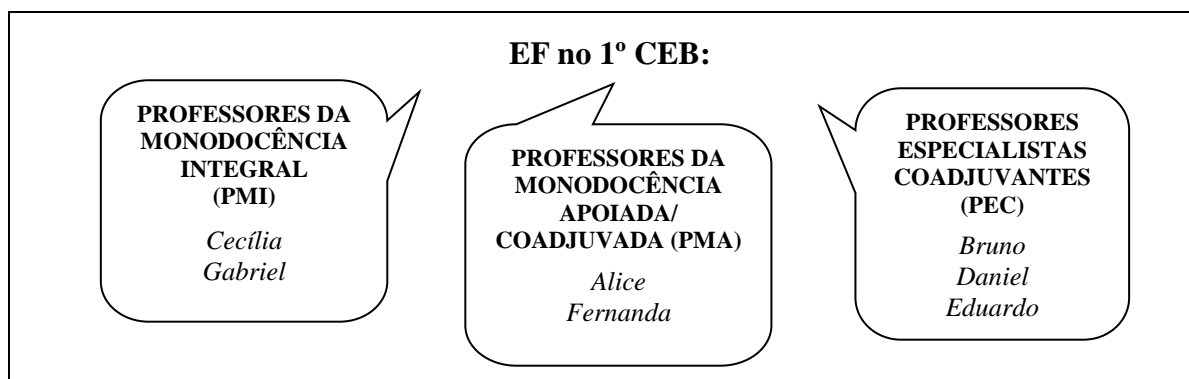 EF no 1º CEB:
PROFESSORES DA
MONODOCÊNCIA
INTEGRAL
(PMI)
Cecília
Gabriel
PROFESSORES DA
MONODOCÊNCIA
APOIADA/
COADJUVADA (PMA)
Alice
Fernanda
PROFESSORES
ESPECIALISTAS
COADJUVANTES
(PEC)
Bruno
Daniel
Eduardo